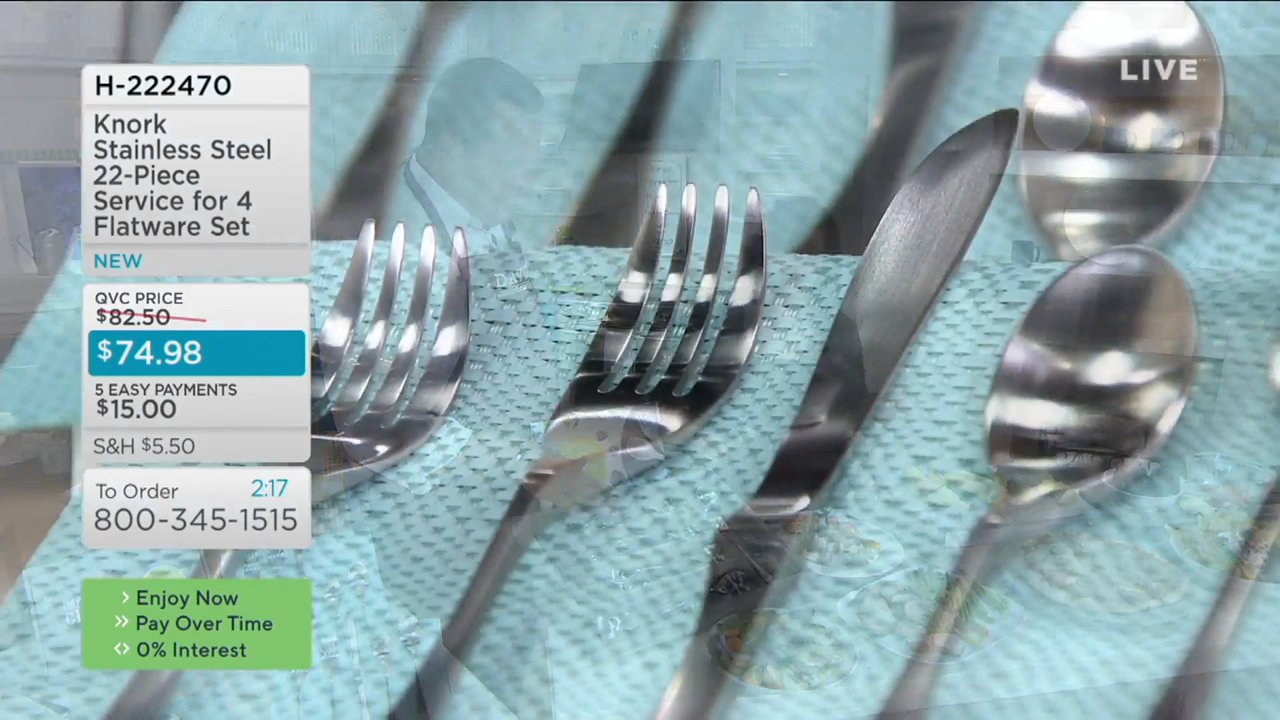 H-222470
Knork
Stainless Steel
22-Piece
Service for 4
Flatware Set
NEW
QVC PRICE
$82.50
$74.98
5 EASY PAYMENTS
$15.00
S&H $5.50
To Order 2:17
800-345-1515
> Enjoy Now
>> Pay Over Time
<> 0% Interest
LIVE